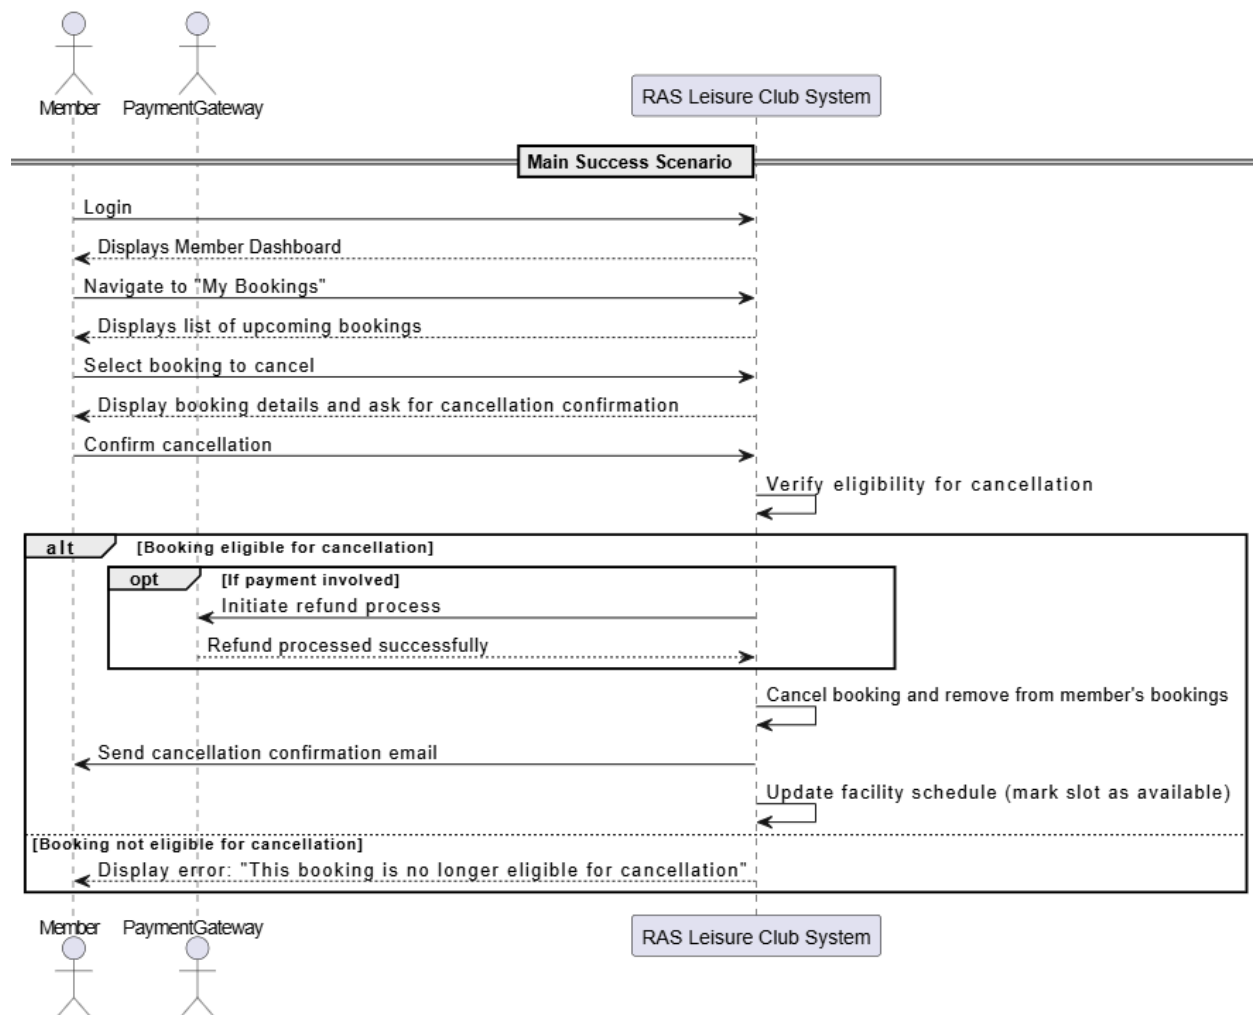 Member
PaymentGateway
RAS Leisure Club System
Main Success Scenario
Login
Displays Member Dashboard
Navigate to "My Bookings"
Displays list of upcoming bookings
Select booking to cancel
Display booking details and ask for cancellation confirmation
Confirm cancellation
Verify eligibility for cancellation
alt
[Booking eligible for cancellation]
opt
[If payment involved]
Initiate refund process
Refund processed successfully
Cancel booking and remove from member's bookings
Send cancellation confirmation email
Update facility schedule (mark slot as available)
[Booking not eligible for cancellation]
Display error: "This booking is no longer eligible for cancellation"
Member
PaymentGateway
RAS Leisure Club System